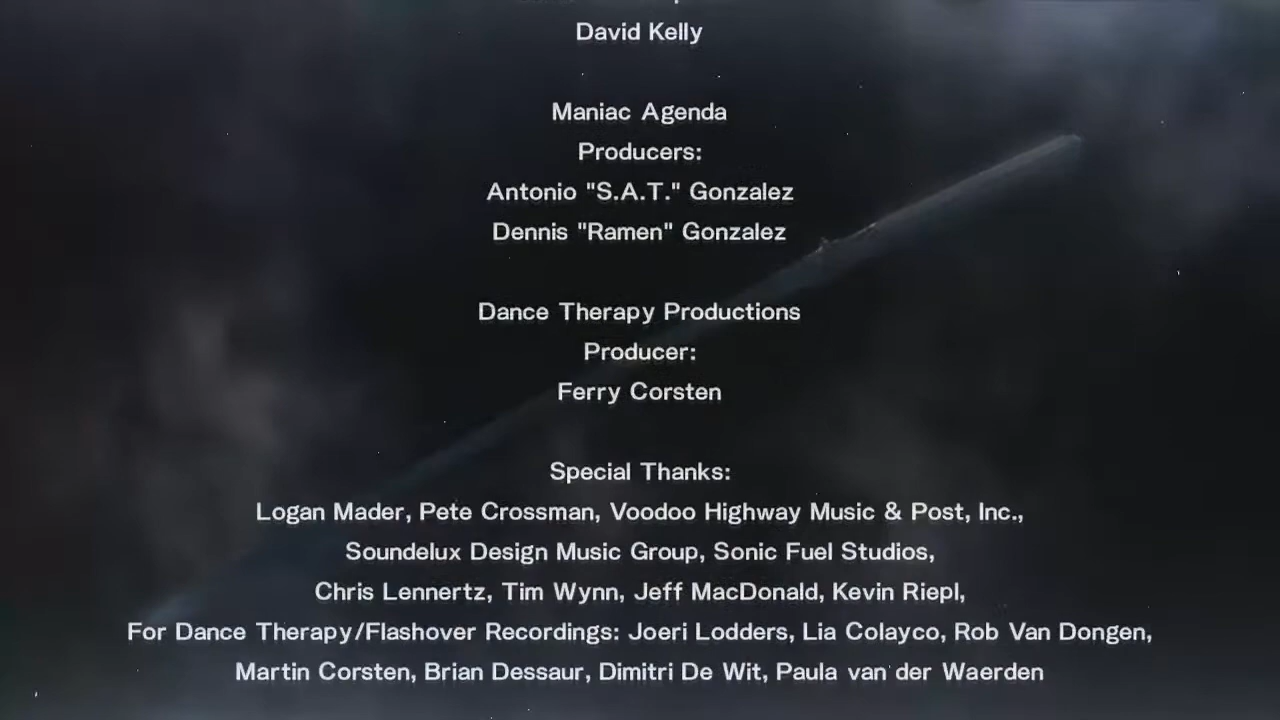 David Kelly
Maniac Agenda
Producers:
Antonio "S.A.T." Gonzalez
Dennis "Ramen" Gonzalez
Dance Therapy Productions
Producer:
Ferry Corsten
Special Thanks:
Logan Mader, Pete Crossman, Voodoo Highway Music & Post, Inc.,
Soundelux Design Music Group, Sonic Fuel Studios,
Chris Lennertz, Tim Wynn, Jeff MacDonald, Kevin Riepl,
For Dance Therapy/Flashover Recordings: Joeri Lodders, Lia Colayco, Rob Van Dongen,
Martin Corsten, Brian Dessaur, Dimitri De Wit, Paula van der Waerden